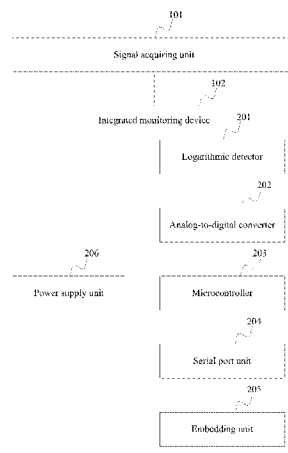 101
Signal acquiring unit
102
Integrated monitoring device
201
Logarithmic detector
202
Analog-to-digital converter
206
203
Power supply unit
Microcontroller
204
Serial port unit
205
Embedding unit